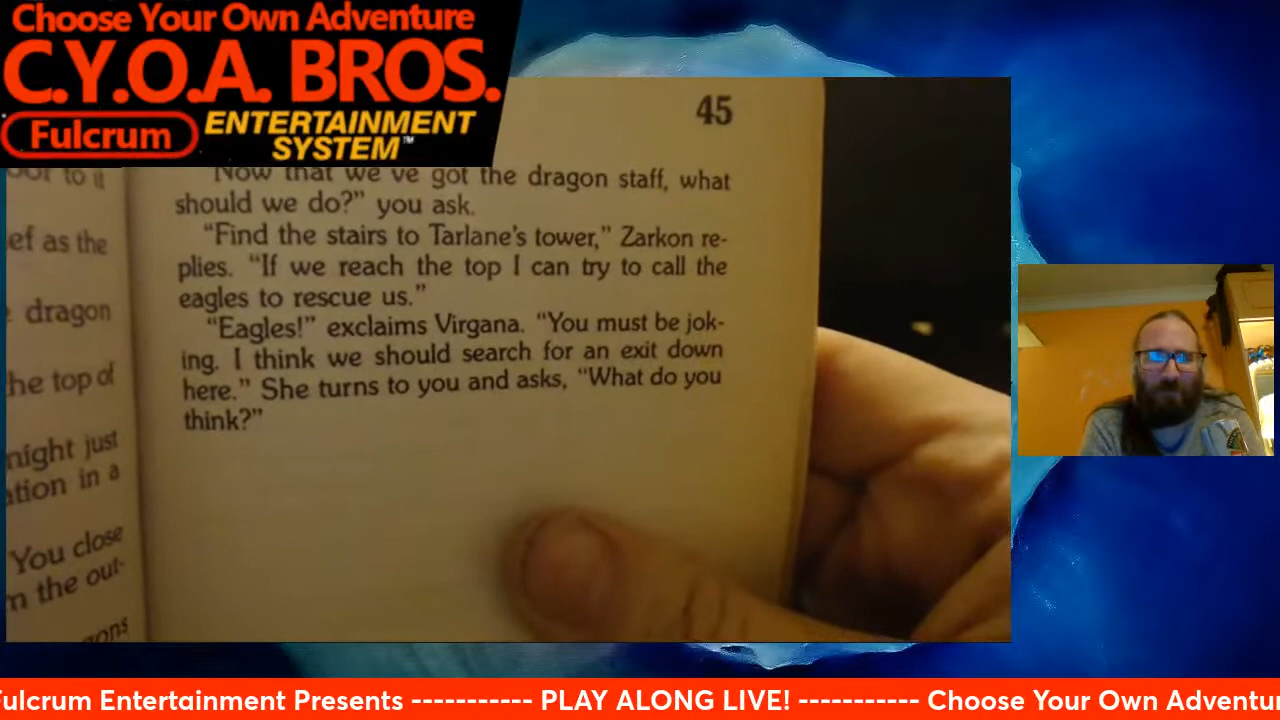 Choose Your Own Adventure
C.Y.O.A. BROS.
Fulcrum
ENTERTAINMENT
SYSTEM™
45
"Now that we've got the dragon staff, what
should we do?" you ask.
"Find the stairs to Tarlane's tower," Zarkon re-
plies. "If we reach the top I can try to call the
eagles to rescue us."
"Eagles!" exclaims Virgana. "You must be jok-
ing. I think we should search for an exit down
here." She turns to you and asks, "What do you
think?"
to it
ef as the
dragon
he top of
night just
ation in a
You close
n the out-
gons
Fulcrum Entertainment Presents ----------- PLAY ALONG LIVE! ----------- Choose Your Own Adventur